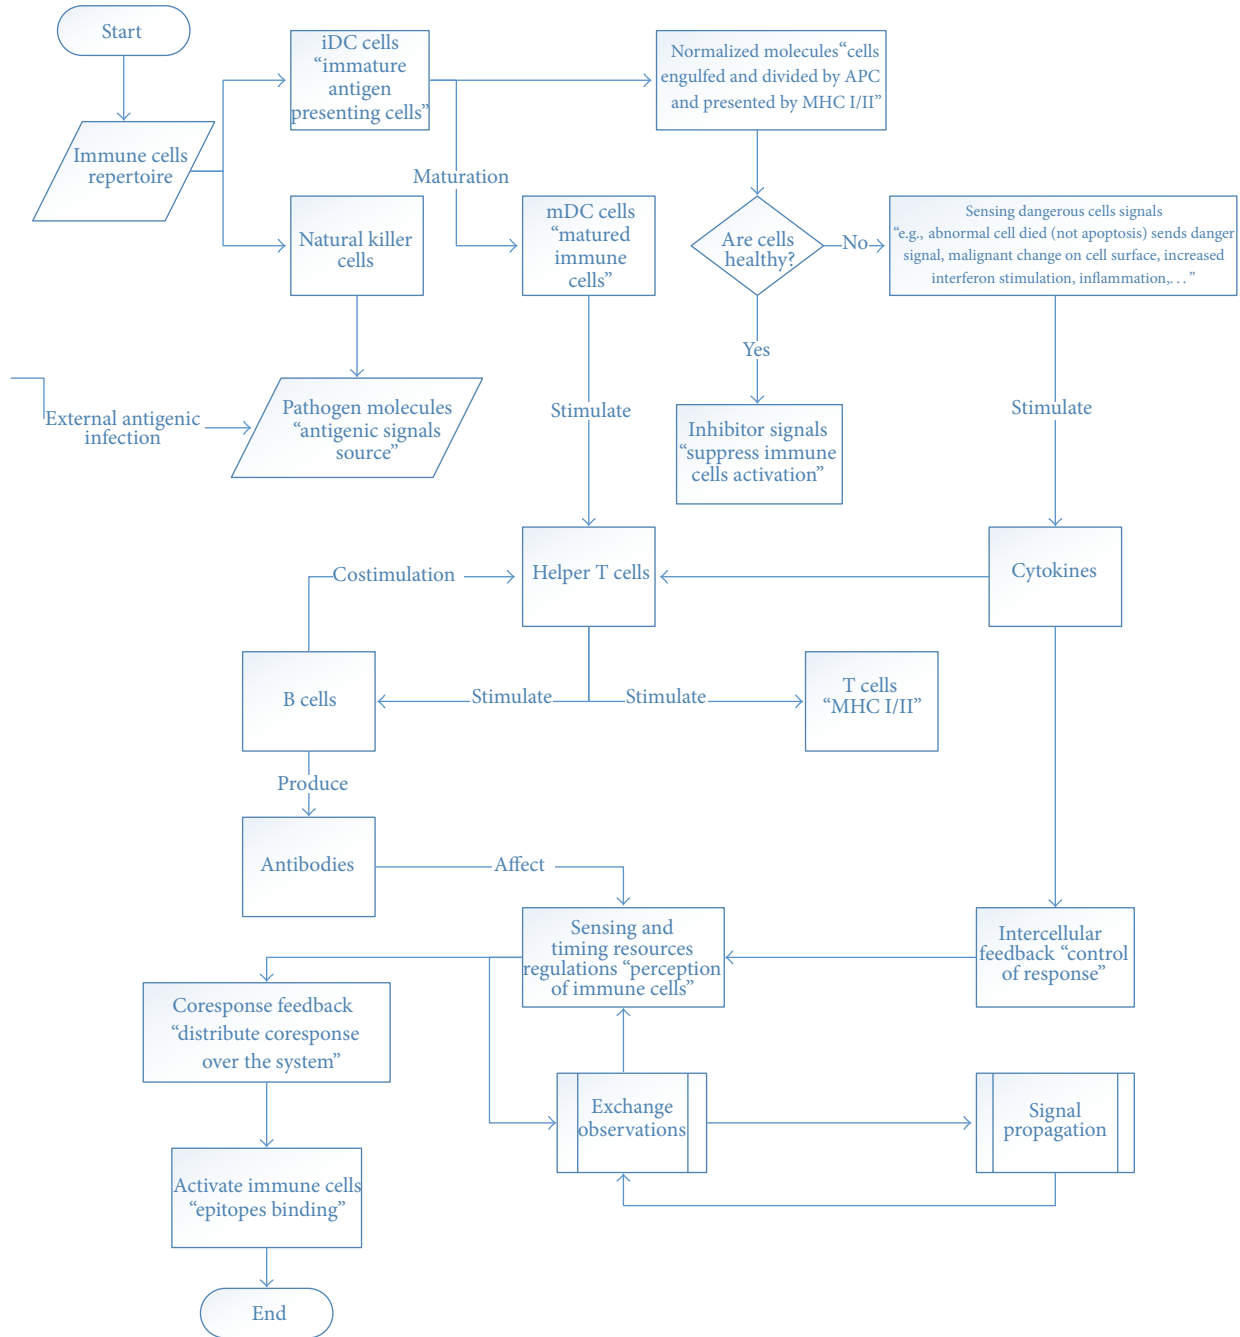 Start
iDC cells
“immature
antigen
presenting cells”
Normalized molecules“cells
engulfed and divided by APC
and presented by MHC I/II”
Immune cells
repertoire
Maturation
Natural killer
cells
mDC cells
“matured
immune
cells”
Are cells
healthy?
No
Sensing dangerous cells signals
“e.g., abnormal cell died (not apoptosis) sends danger
signal, malignant change on cell surface, increased
interferon stimulation, inflammation,. . . ”
Yes
External antigenic
infection
Pathogen molecules
“antigenic signals
source”
Stimulate
Inhibitor signals
“suppress immune
cells activation”
Stimulate
Costimulation
Helper T cells
Cytokines
B cells
Stimulate
Stimulate
T cells
“MHC I/II”
Produce
Antibodies
Affect
Sensing and
timing resources
regulations “perception
of immune cells”
Intercellular
feedback “control
of response”
Coresponse feedback
“distribute coresponse
over the system”
Exchange
observations
Signal
propagation
Activate immune cells
“epitopes binding”
End